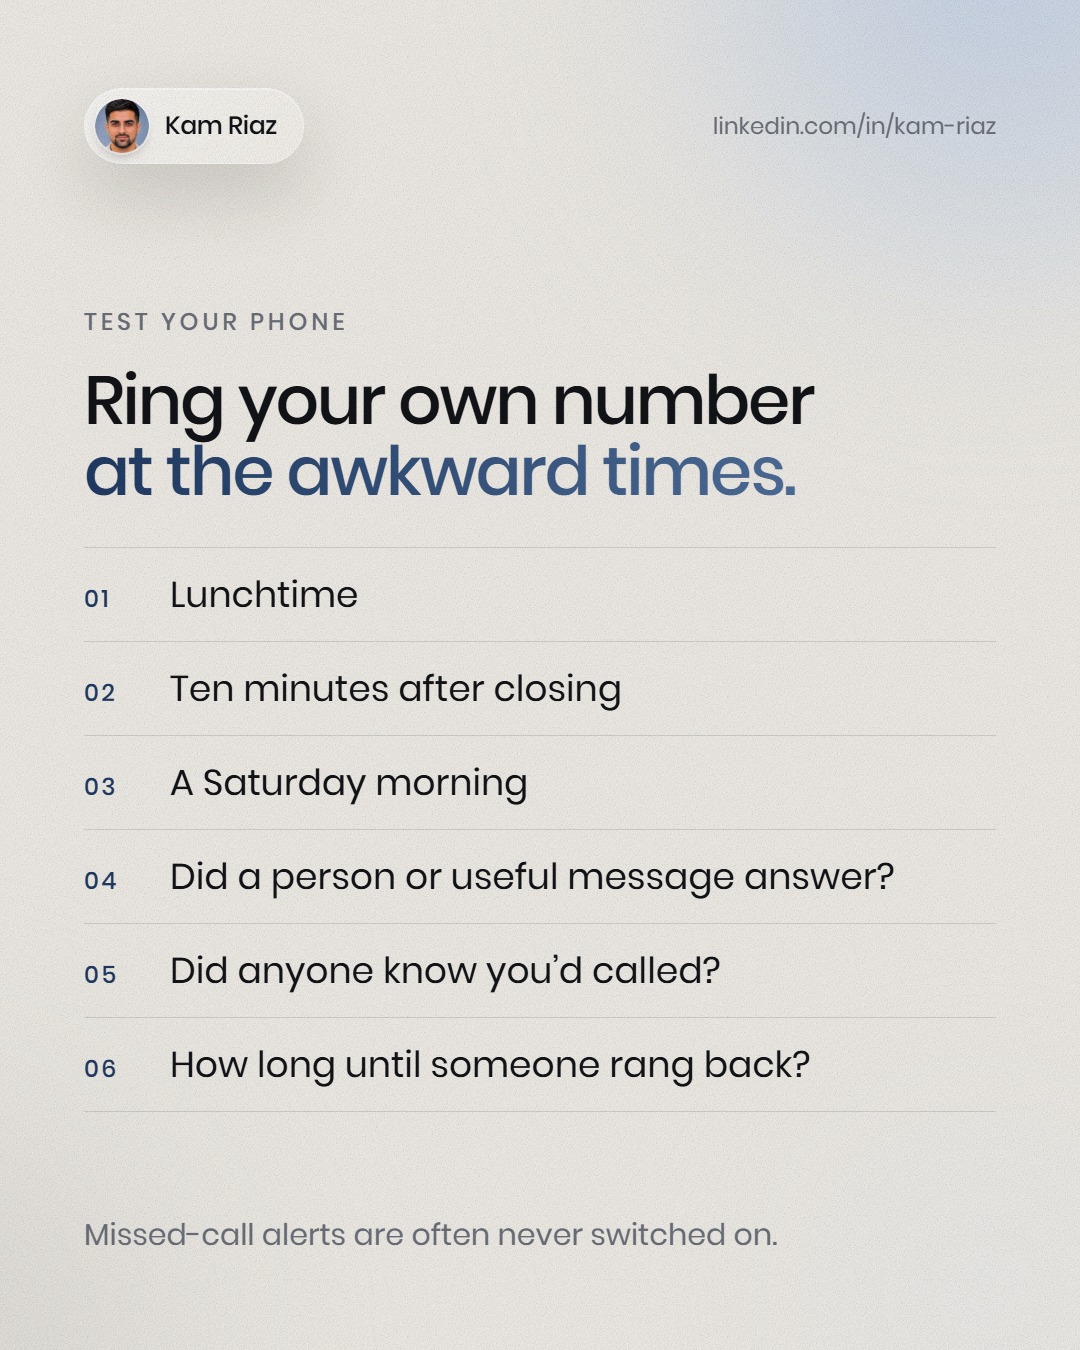 Kam Riaz
linkedin.com/in/kam-riaz
TEST YOUR PHONE
Ring your own number
at the awkward times.
01 Lunchtime
02 Ten minutes after closing
03 A Saturday morning
04 Did a person or useful message answer?
05 Did anyone know you’d called?
06 How long until someone rang back?
Missed-call alerts are often never switched on.